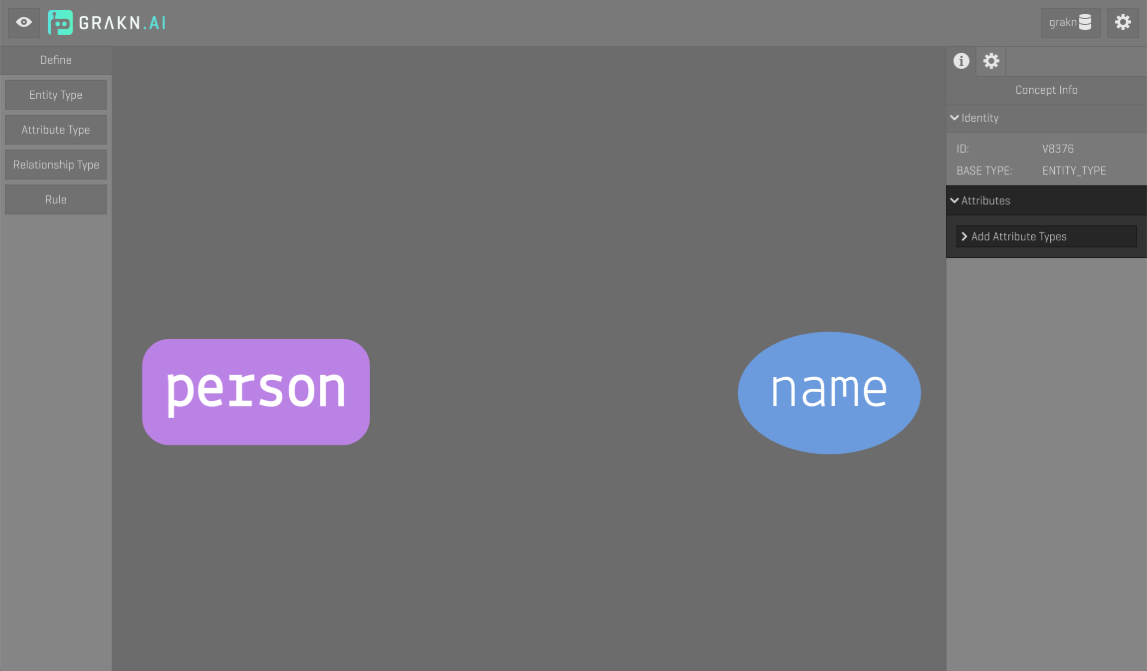 GRAKN.AI
grakn
Define
Entity Type
Attribute Type
Relationship Type
Rule
person
name
Concept Info
Identity
ID: V8376
BASE TYPE: ENTITY_TYPE
Attributes
Add Attribute Types